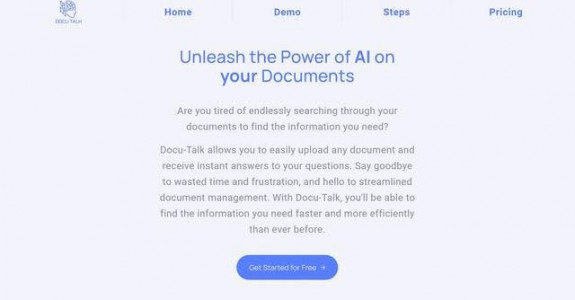 DOCU TALK
Home Demo Steps Pricing
Unleash the Power of AI on
your Documents
Are you tired of endlessly searching through your
documents to find the information you need?
Docu-Talk allows you to easily upload any document and
receive instant answers to your questions. Say goodbye
to wasted time and frustration, and hello to streamlined
document management. With Docu-Talk, you'll be able to
find the information you need faster and more efficiently
than ever before.
Get Started for Free →